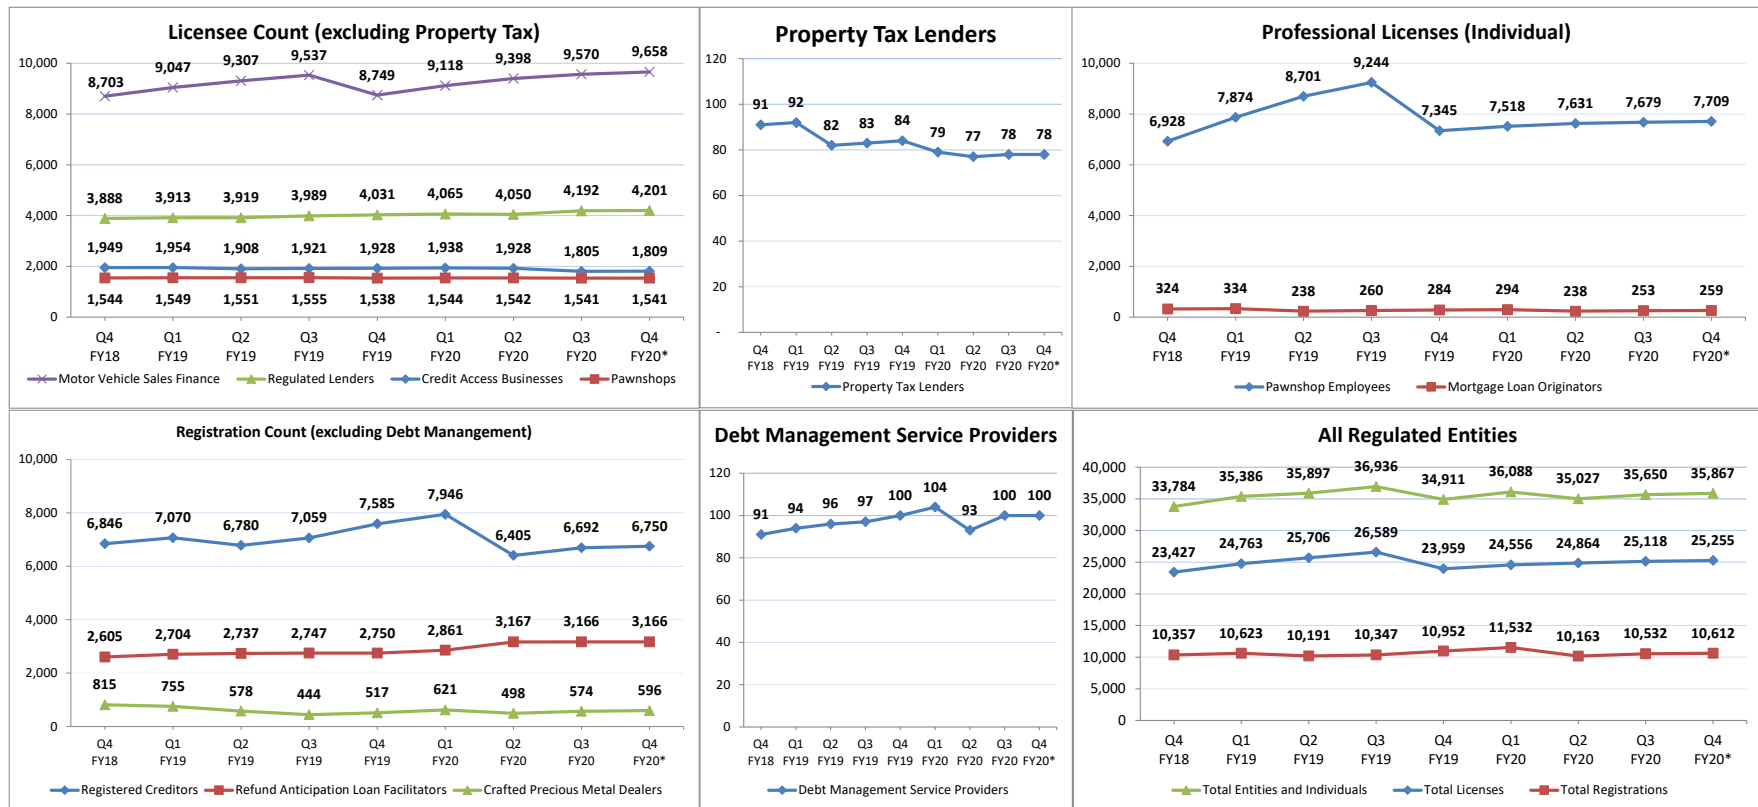 Licensee Count (excluding Property Tax)
10,000
8,000
6,000
4,000
2,000
0
8,703 9,047 9,307 9,537 8,749 9,118 9,398 9,570 9,658
3,888 3,913 3,919 3,989 4,031 4,065 4,050 4,192 4,201
1,949 1,954 1,908 1,921 1,928 1,938 1,928 1,805 1,809
1,544 1,549 1,551 1,555 1,538 1,544 1,542 1,541 1,541
Q4 Q1 Q2 Q3 Q4 Q1 Q2 Q3 Q4
FY18 FY19 FY19 FY19 FY19 FY20 FY20 FY20 FY20*
Motor Vehicle Sales Finance Regulated Lenders Credit Access Businesses Pawnshops
Property Tax Lenders
120
100
80
60
40
20
-
91 92 82 83 84 79 77 78 78
Q4 Q1 Q2 Q3 Q4 Q1 Q2 Q3 Q4
FY18 FY19 FY19 FY19 FY19 FY20 FY20 FY20 FY20*
Property Tax Lenders
Professional Licenses (Individual)
10,000
8,000
6,000
4,000
2,000
0
6,928 7,874 8,701 9,244 7,345 7,518 7,631 7,679 7,709
324 334 238 260 284 294 238 253 259
Q4 Q1 Q2 Q3 Q4 Q1 Q2 Q3 Q4
FY18 FY19 FY19 FY19 FY19 FY20 FY20 FY20 FY20*
Pawnshop Employees Mortgage Loan Originators
Registration Count (excluding Debt Manangement)
10,000
8,000
6,000
4,000
2,000
0
6,846 7,070 6,780 7,059 7,585 7,946 6,405 6,692 6,750
2,605 2,704 2,737 2,747 2,750 2,861 3,167 3,166 3,166
815 755 578 444 517 621 498 574 596
Q4 Q1 Q2 Q3 Q4 Q1 Q2 Q3 Q4
FY18 FY19 FY19 FY19 FY19 FY20 FY20 FY20 FY20*
Registered Creditors Refund Anticipation Loan Facilitators Crafted Precious Metal Dealers
Debt Management Service Providers
120
100
80
60
40
20
0
91 94 96 97 100 104 93 100 100
Q4 Q1 Q2 Q3 Q4 Q1 Q2 Q3 Q4
FY18 FY19 FY19 FY19 FY19 FY20 FY20 FY20 FY20*
Debt Management Service Providers
All Regulated Entities
40,000
35,000
30,000
25,000
20,000
15,000
10,000
5,000
0
33,784 35,386 35,897 36,936 34,911 36,088 35,027 35,650 35,867
23,427 24,763 25,706 26,589 23,959 24,556 24,864 25,118 25,255
10,357 10,623 10,191 10,347 10,952 11,532 10,163 10,532 10,612
Q4 Q1 Q2 Q3 Q4 Q1 Q2 Q3 Q4
FY18 FY19 FY19 FY19 FY19 FY20 FY20 FY20 FY20*
Total Entities and Individuals Total Licenses Total Registrations